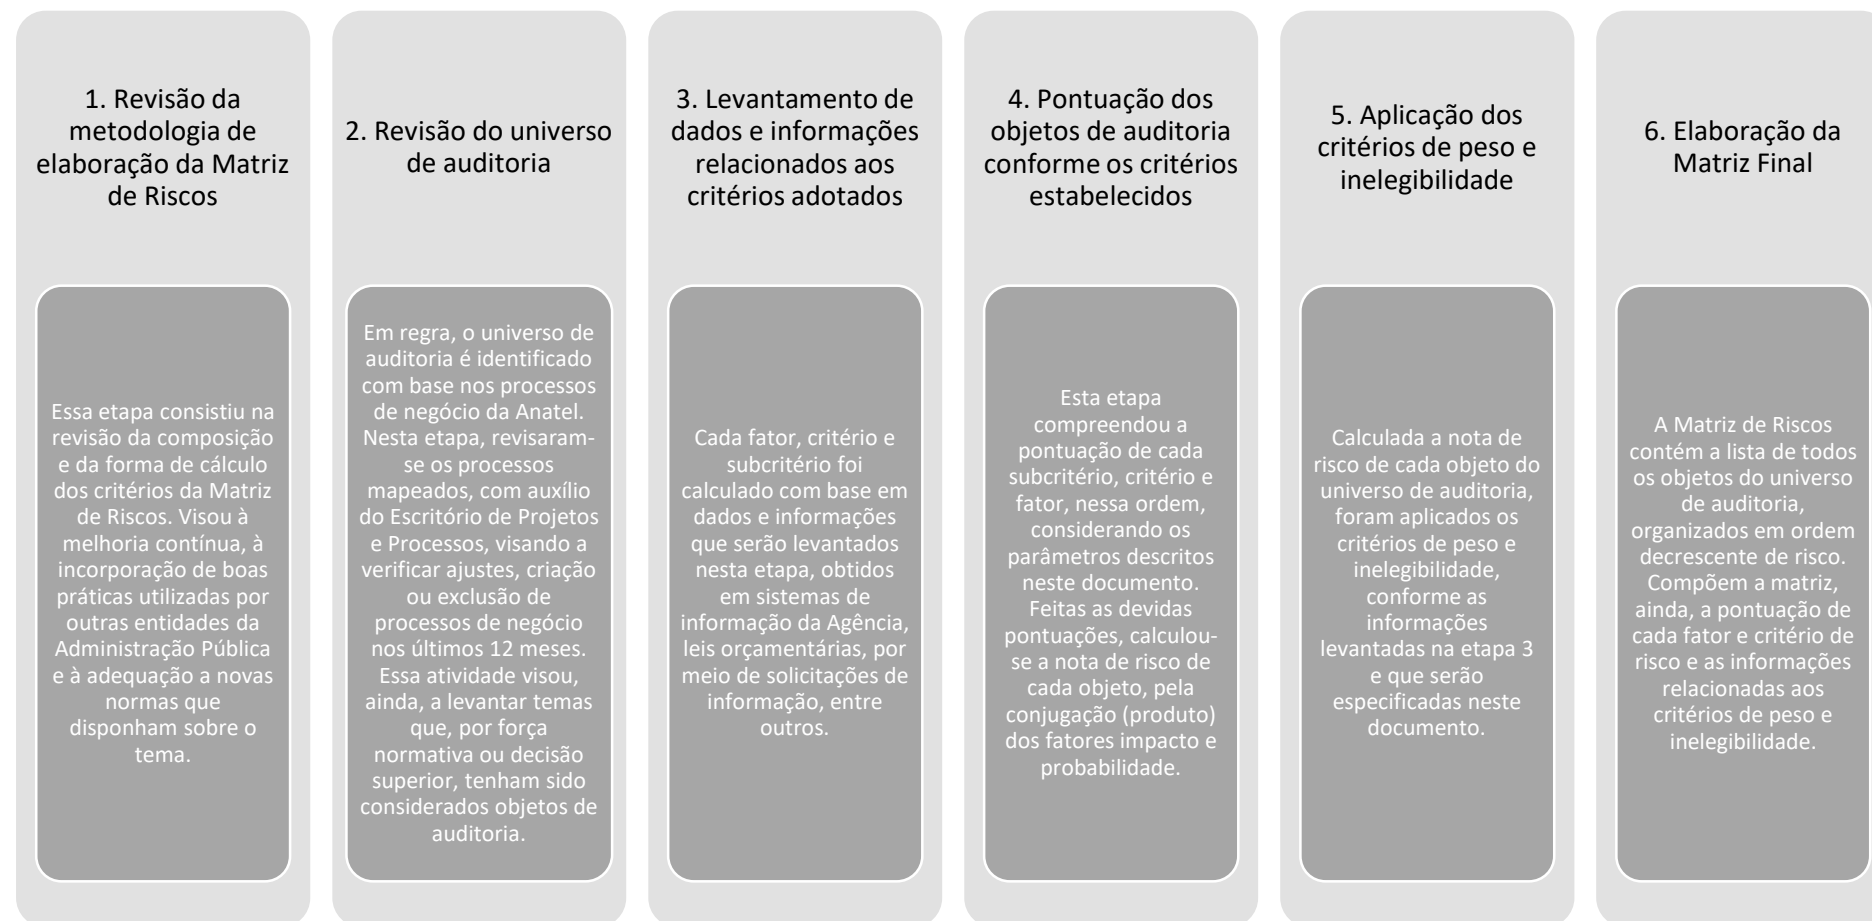 1. Revisão da
metodologia de
elaboração da Matriz
de Riscos
Essa etapa consistiu na
revisão da composição
e da forma de cálculo
dos critérios da Matriz
de Riscos. Visou à
melhoria contínua, à
incorporação de boas
práticas utilizadas por
outras entidades da
Administração Pública
e à adequação a novas
normas que
disponham sobre o
tema.
2. Revisão do universo
de auditoria
Em regra, o universo de
auditoria é identificado
com base nos processos
de negócio da Anatel.
Nesta etapa, revisaram-
se os processos
mapeados, com auxílio
do Escritório de Projetos
e Processos, visando a
verificar ajustes, criação
ou exclusão de
processos de negócio
nos últimos 12 meses.
Essa atividade visou,
ainda, a levantar temas
que, por força
normativa ou decisão
superior, tenham sido
considerados objetos de
auditoria.
3. Levantamento de
dados e informações
relacionados aos
critérios adotados
Cada fator, critério e
subcritério foi
calculado com base em
dados e informações
que serão levantados
nesta etapa, obtidos
em sistemas de
informação da Agência,
leis orçamentárias, por
meio de solicitações de
informação, entre
outros.
4. Pontuação dos
objetos de auditoria
conforme os critérios
estabelecidos
Esta etapa
compreendou a
pontuação de cada
subcritério, critério e
fator, nessa ordem,
considerando os
parâmetros descritos
neste documento.
Feitas as devidas
pontuações, calculou-
se a nota de risco de
cada objeto, pela
conjugação (produto)
dos fatores impacto e
probabilidade.
5. Aplicação dos
critérios de peso e
inelegibilidade
Calculada a nota de
risco de cada objeto do
universo de auditoria,
foram aplicados os
critérios de peso e
inelegibilidade,
conforme as
informações
levantadas na etapa 3
e que serão
especificadas neste
documento.
6. Elaboração da
Matriz Final
A Matriz de Riscos
contém a lista de todos
os objetos do universo
de auditoria,
organizados em ordem
decrescente de risco.
Compõem a matriz,
ainda, a pontuação de
cada fator e critério de
risco e as informações
relacionadas aos
critérios de peso e
inelegibilidade.